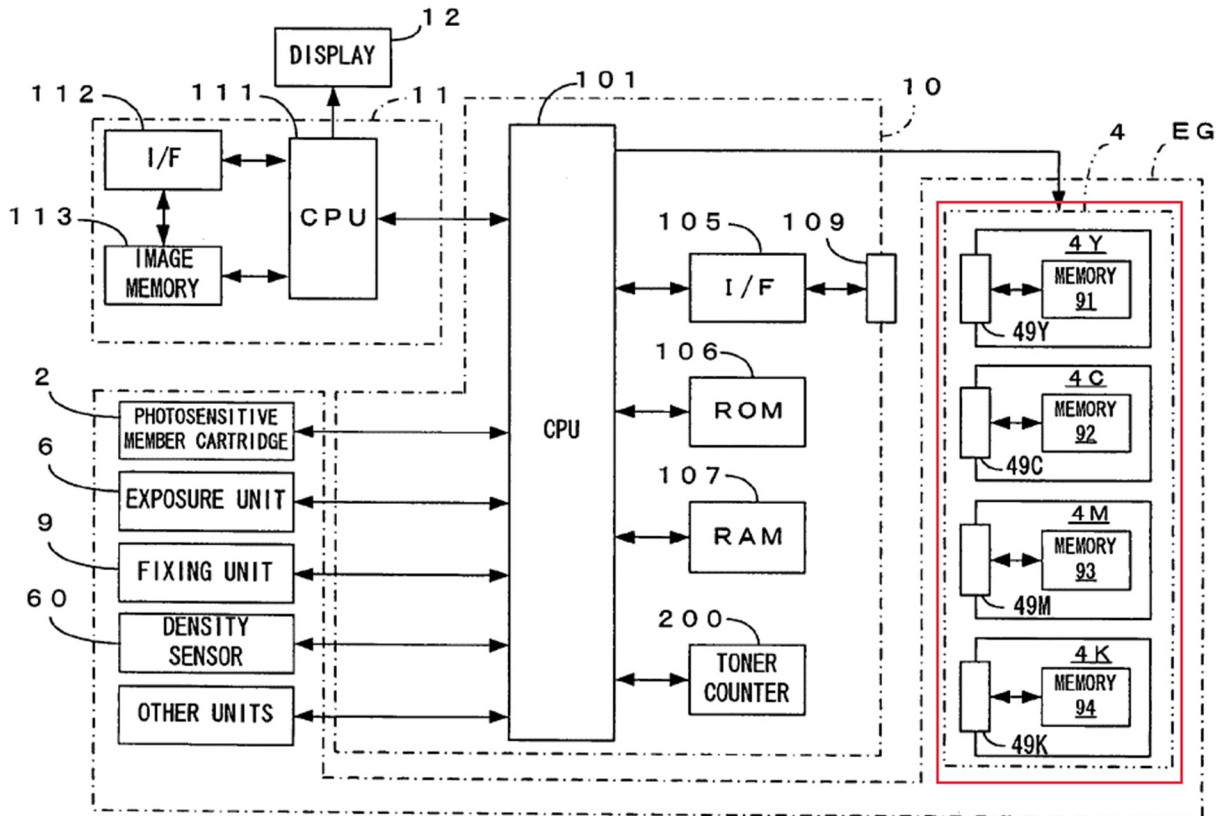 12
DISPLAY
112
111
11
I/F
CPU
113
IMAGE
MEMORY
101
10
CPU
105
109
I/F
106
ROM
107
RAM
200
TONER
COUNTER
2
PHOTOSENSITIVE
MEMBER CARTRIDGE
6
EXPOSURE UNIT
9
FIXING UNIT
60
DENSITY
SENSOR
OTHER UNITS
4
EG
4Y
MEMORY
91
49Y
4C
MEMORY
92
49C
4M
MEMORY
93
49M
4K
MEMORY
94
49K